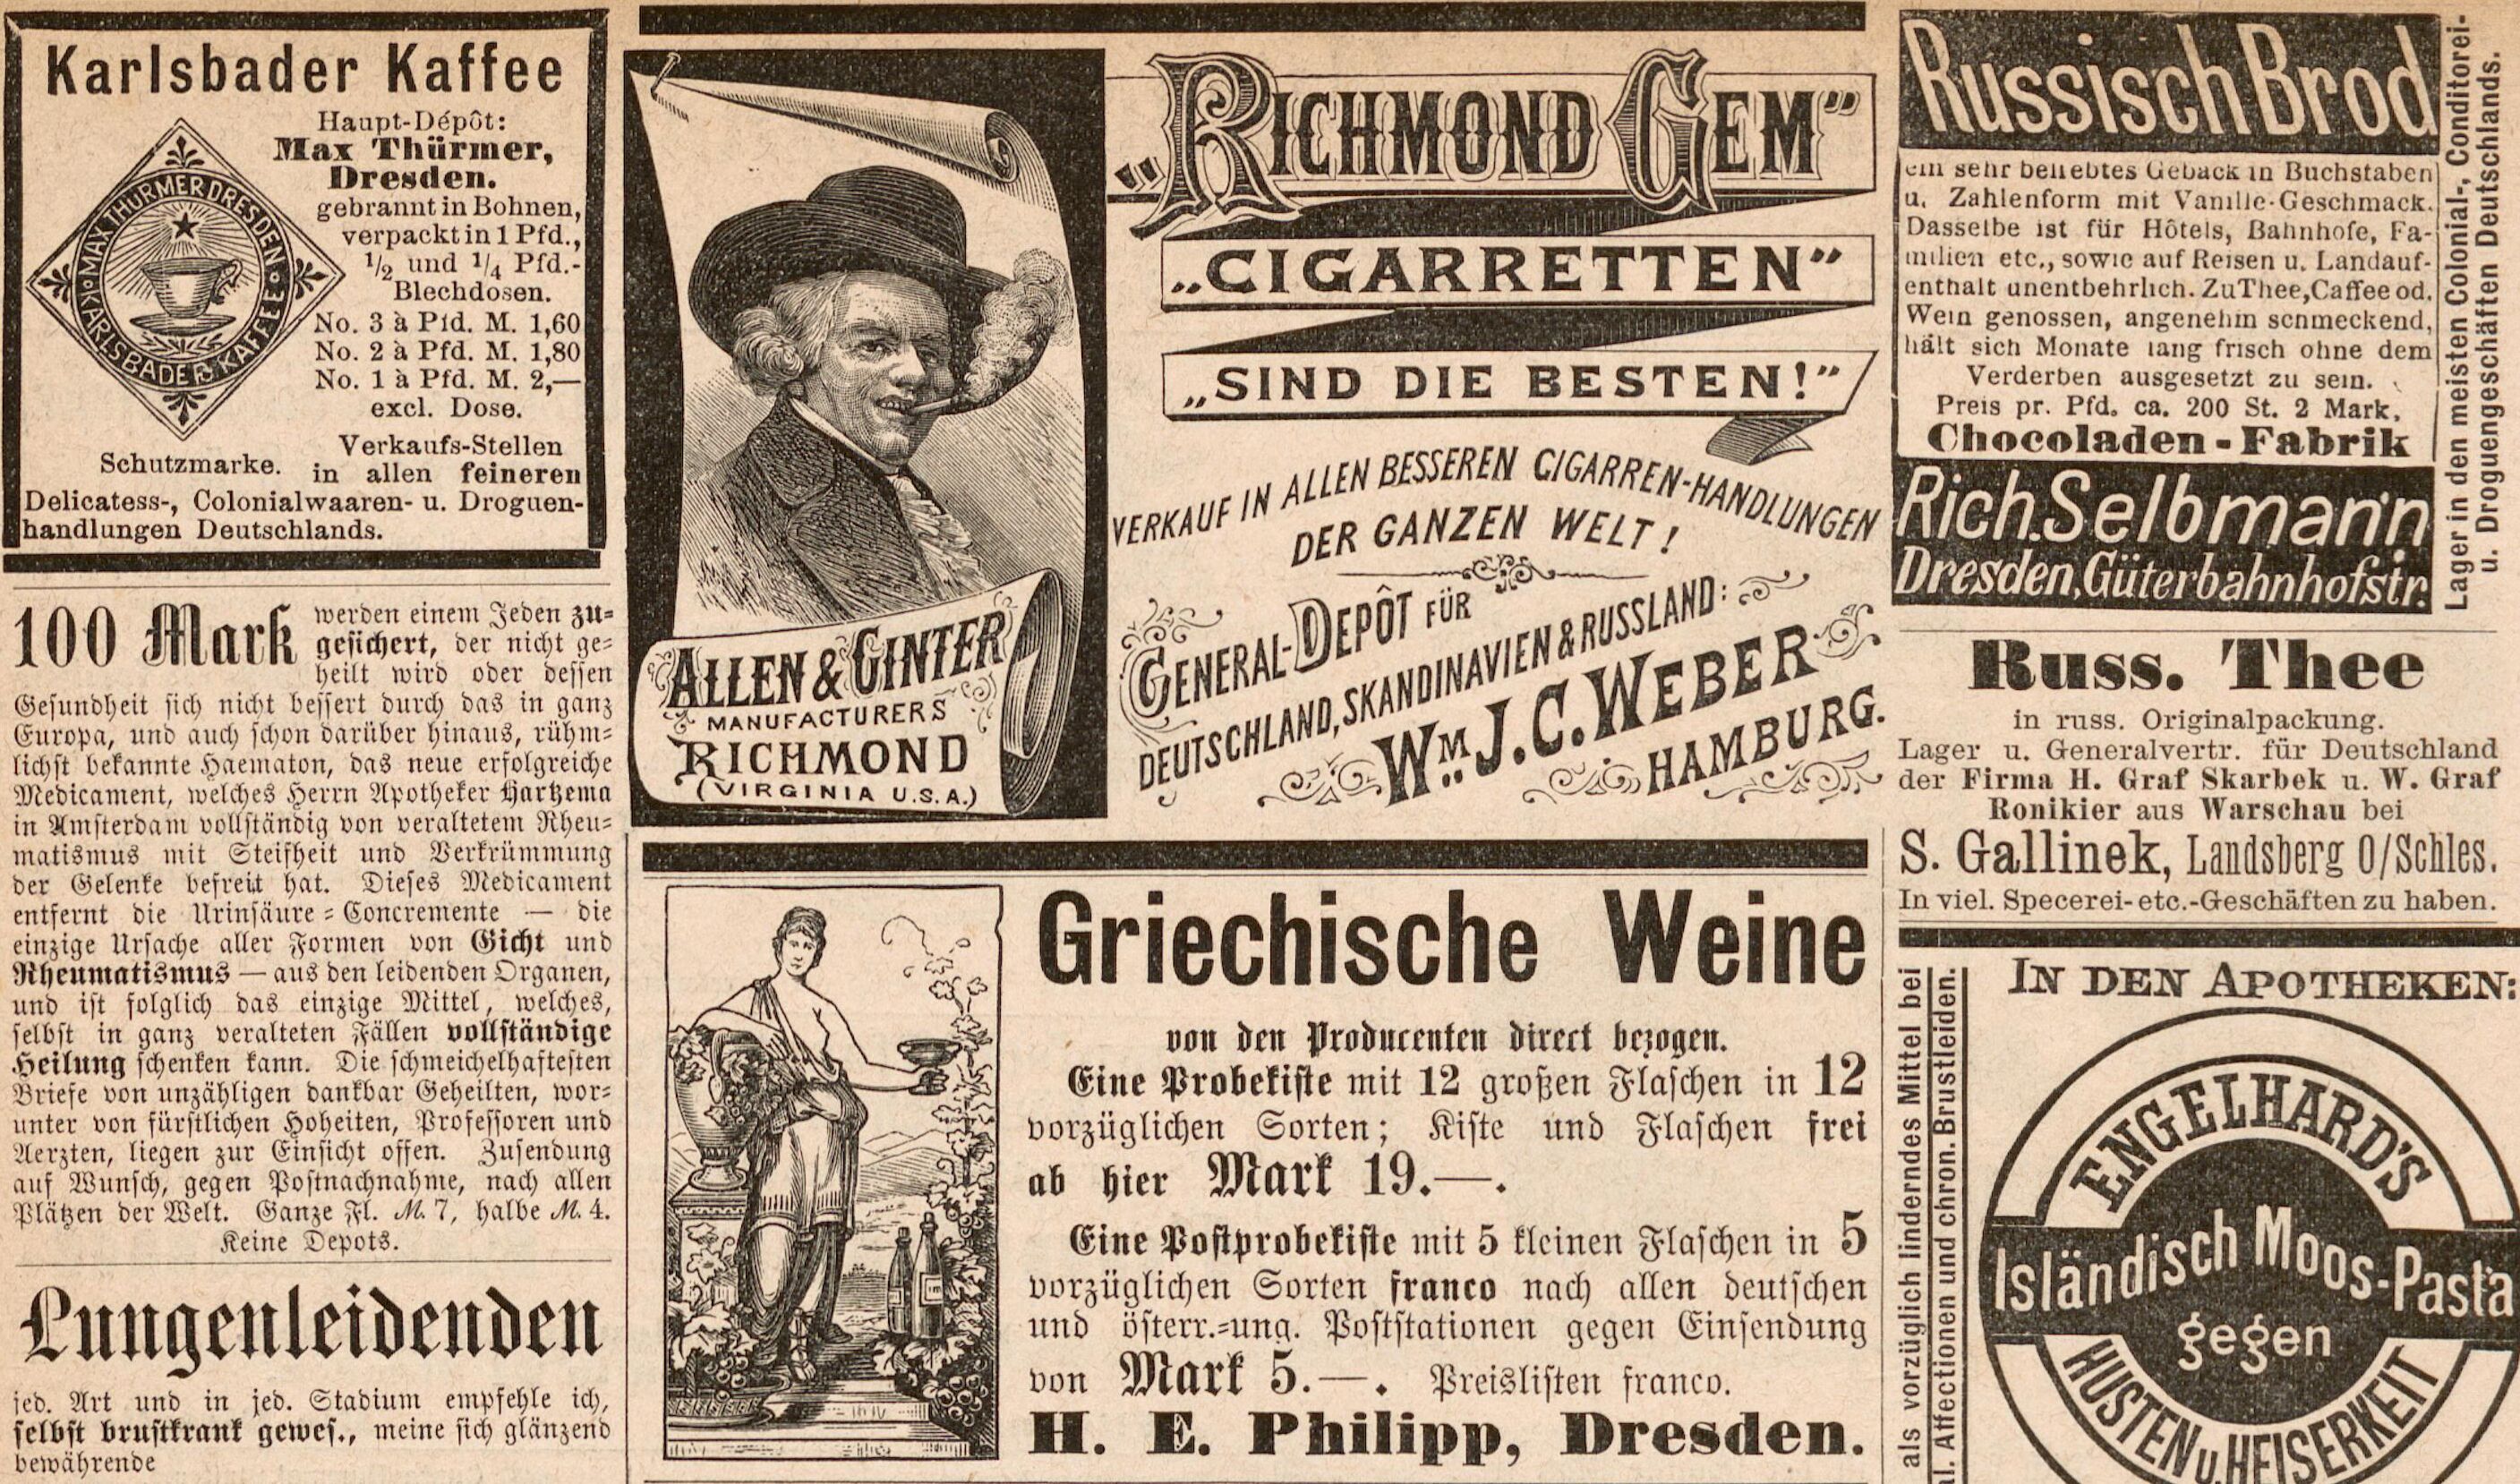 Karlsbader Kaffee
Haupt-Dépôt:
Max Thürmer,
Dresden.
gebrannt in Bohnen,
verpackt in 1 Pfd.,
1/2 und 1/4 Pfd.-
Blechdosen.
No. 3 à Pfd. M. 1,60
No. 2 à Pfd. M. 1,80
No. 1 à Pfd. M. 2,—
excl. Dose.
MAX THÜRMER DRESDEN
KARLSBADER KAFFEE
Schutzmarke.
Verkaufs-Stellen
in allen feineren
Delicatess-, Colonialwaaren- u. Droguen-
handlungen Deutschlands.
100 Mark werden einem Jeden zu-
gesichert, der nicht ge-
heilt wird oder dessen
Gesundheit sich nicht bessert durch das in ganz
Europa, und auch schon darüber hinaus, rühm-
lichst bekannte Haematon, das neue erfolgreiche
Medicament, welches Herrn Apotheker Hartzema
in Amsterdam vollständig von veraltetem Rheu-
matismus mit Steifheit und Verkrümmung
der Gelenke befreit hat. Dieses Medicament
entfernt die Urinsäure-Concremente — die
einzige Ursache aller Formen von Gicht und
Rheumatismus — aus den leidenden Organen,
und ist folglich das einzige Mittel, welches,
selbst in ganz veralteten Fällen vollständige
Heilung schenken kann. Die schmeichelhaftesten
Briefe von unzähligen dankbar Geheilten, wor-
unter von fürstlichen Hoheiten, Professoren und
Aerzten, liegen zur Einsicht offen. Zusendung
auf Wunsch, gegen Postnachnahme, nach allen
Plätzen der Welt. Ganze Fl. M. 7, halbe M. 4.
Keine Depots.
Lungenleidenden
jed. Art und in jed. Stadium empfehle ich,
selbst brustkrank gewes., meine sich glänzend
bewährende
„RICHMOND GEM”
„CIGARRETTEN”
„SIND DIE BESTEN!”
VERKAUF IN ALLEN BESSEREN CIGARREN-HANDLUNGEN
DER GANZEN WELT!
GENERAL-DEPÔT FÜR
DEUTSCHLAND, SKANDINAVIEN & RUSSLAND:
WM. J. C. WEBER
HAMBURG.
ALLEN & GINTER
MANUFACTURERS
RICHMOND
(VIRGINIA U.S.A.)
Griechische Weine
von den Producenten direct bezogen.
Eine Probekiste mit 12 großen Flaschen in 12
vorzüglichen Sorten; Kiste und Flaschen frei
ab hier Mark 19.—.
Eine Postprobekiste mit 5 kleinen Flaschen in 5
vorzüglichen Sorten franco nach allen deutschen
und österr.-ung. Poststationen gegen Einsendung
von Mark 5.—. Preislisten franco.
H. E. Philipp, Dresden.
Russisch Brod
ein sehr beliebtes Gebäck in Buchstaben
u. Zahlenform mit Vanille-Geschmack.
Dasselbe ist für Hôtels, Bahnhofe, Fa-
milien etc., sowie auf Reisen u. Landauf-
enthalt unentbehrlich. Zu Thee, Caffee od.
Wein genossen, angenehm schmeckend,
hält sich Monate lang frisch ohne dem
Verderben ausgesetzt zu sein.
Preis pr. Pfd. ca. 200 St. 2 Mark.
Chocoladen-Fabrik
Rich. Selbmann
Dresden, Güterbahnhofstr.
Lager in den meisten Colonial-, Conditorei-
u. Droguengeschäften Deutschlands.
Russ. Thee
in russ. Originalpackung.
Lager u. Generalvertr. für Deutschland
der Firma H. Graf Skarbek u. W. Graf
Ronikier aus Warschau bei
S. Gallinek, Landsberg O/Schles.
In viel. Specerei- etc.-Geschäften zu haben.
als vorzüglich linderndes Mittel bei
Affectionen und chron. Brustleiden.
IN DEN APOTHEKEN:
ENGELHARD'S
Isländisch Moos-Pasta
gegen
HUSTEN u. HEISERKEIT